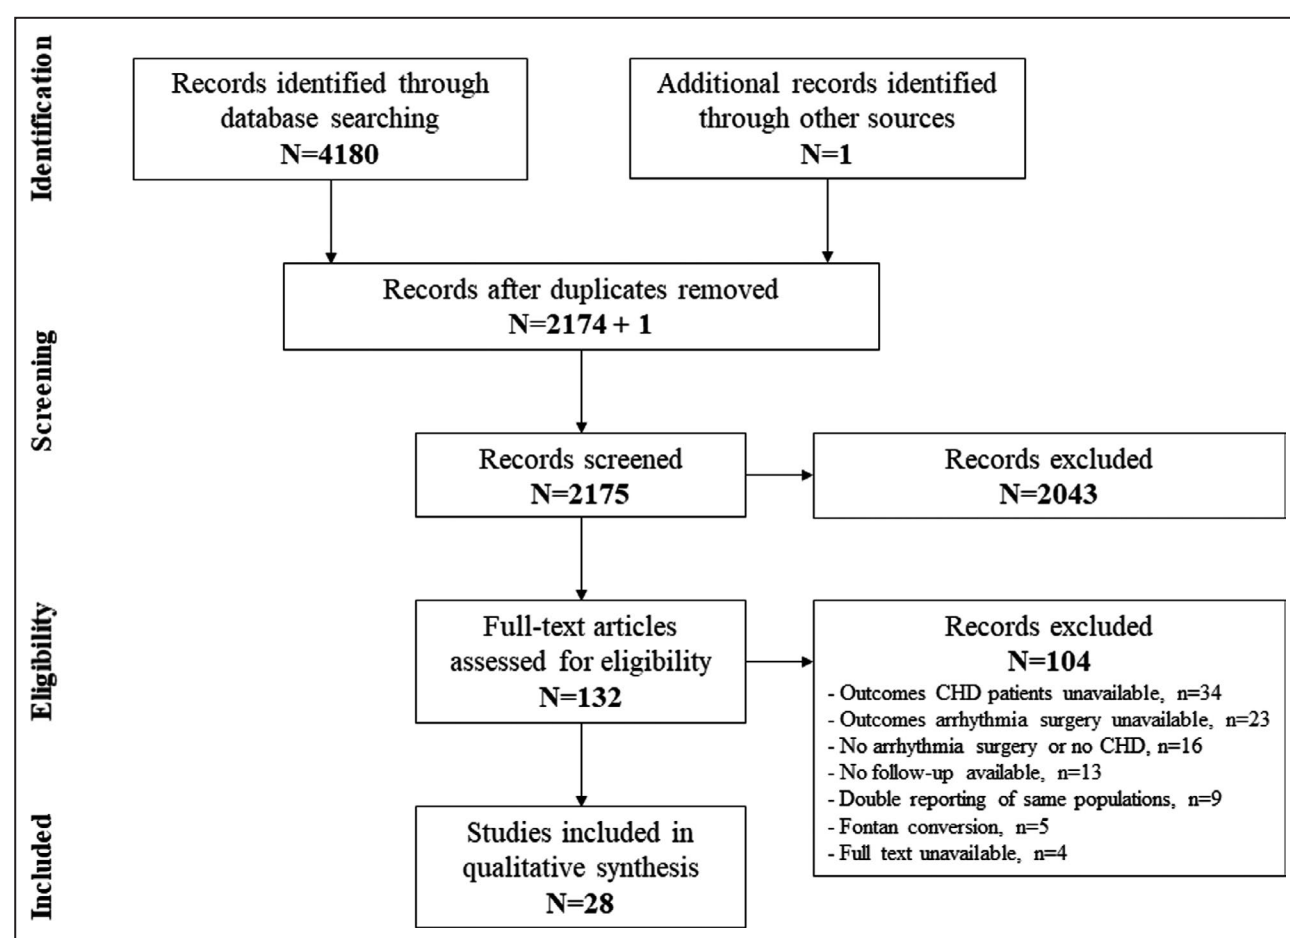 Identification
Records identified through
database searching
N=4180
Additional records identified
through other sources
N=1
Screening
Records after duplicates removed
N=2174 + 1
Records screened
N=2175
Records excluded
N=2043
Eligibility
Full-text articles
assessed for eligibility
N=132
Records excluded
N=104
- Outcomes CHD patients unavailable, n=34
- Outcomes arrhythmia surgery unavailable, n=23
- No arrhythmia surgery or no CHD, n=16
- No follow-up available, n=13
- Double reporting of same populations, n=9
- Fontan conversion, n=5
- Full text unavailable, n=4
Included
Studies included in
qualitative synthesis
N=28